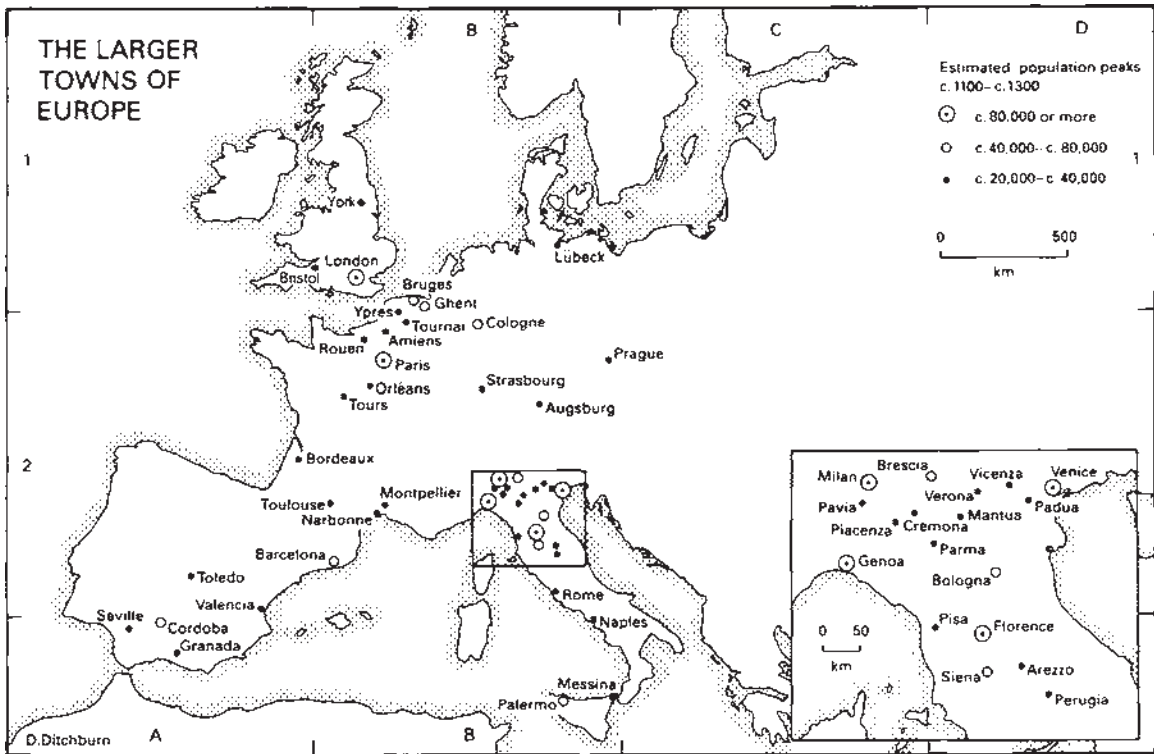 THE LARGER
TOWNS OF
EUROPE
B
C
D
Estimated population peaks
c.1100–c.1300
c.80,000 or more
c.40,000–c.80,000
c.20,000–c.40,000
0 500
km
1
1
York
London
Bristol
Lübeck
Bruges
Ghent
Ypres
Tournai
Cologne
Amiens
Rouen
Paris
Prague
Orléans
Strasbourg
Tours
Augsburg
2
Bordeaux
Toulouse
Montpellier
Narbonne
Barcelona
Toledo
Rome
Valencia
Naples
Seville
Cordoba
Granada
Messina
Palermo
Milan
Brescia
Vicenza
Venice
Verona
Pavia
Padua
Piacenza
Cremona
Mantua
Parma
Genoa
Bologna
Pisa
Florence
0 50
km
Siena
Arezzo
Perugia
D.Ditchburn
A
B